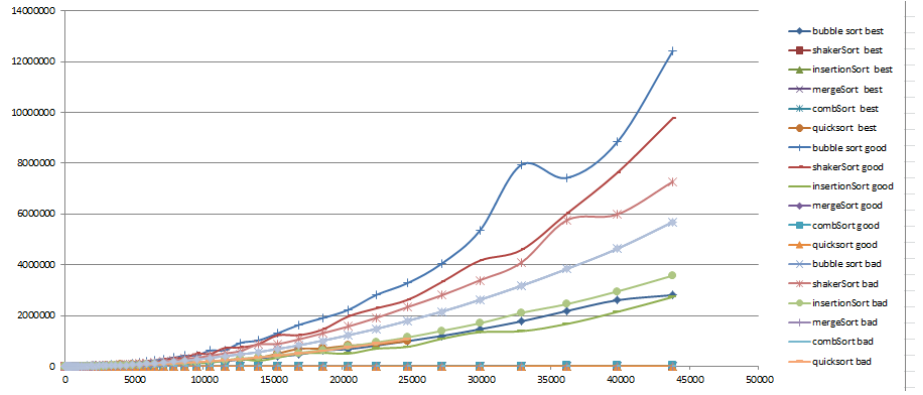 14000000
12000000
10000000
8000000
6000000
4000000
2000000
0
0 5000 10000 15000 20000 25000 30000 35000 40000 45000 50000
bubble sort best
shakerSort best
insertionSort best
mergeSort best
combSort best
quicksort best
bubble sort good
shakerSort good
insertionSort good
mergeSort good
combSort good
quicksort good
bubble sort bad
shakerSort bad
insertionSort bad
mergeSort bad
combSort bad
quicksort bad